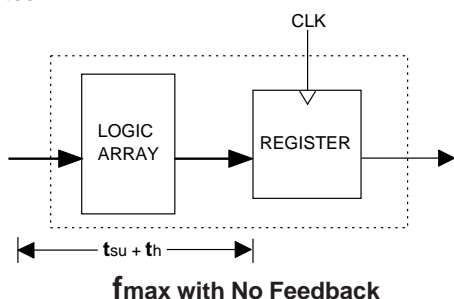 CLK
LOGIC
ARRAY
REGISTER
tsu + th
fmax with No Feedback